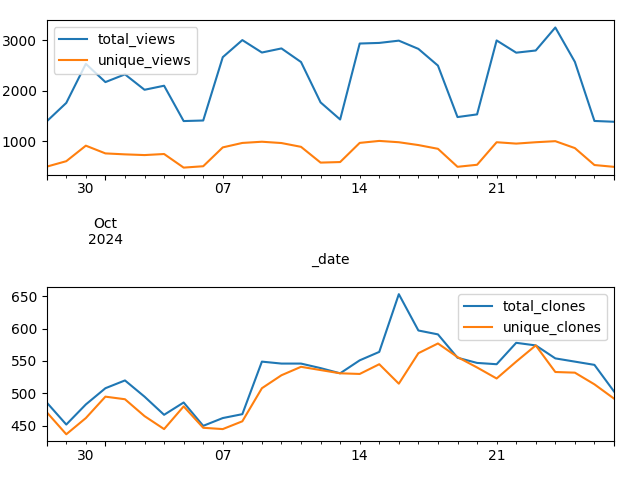 3000
2000
1000
total_views
unique_views
30
07
14
21
Oct
2024
_date
650
600
550
500
450
total_clones
unique_clones
30
07
14
21